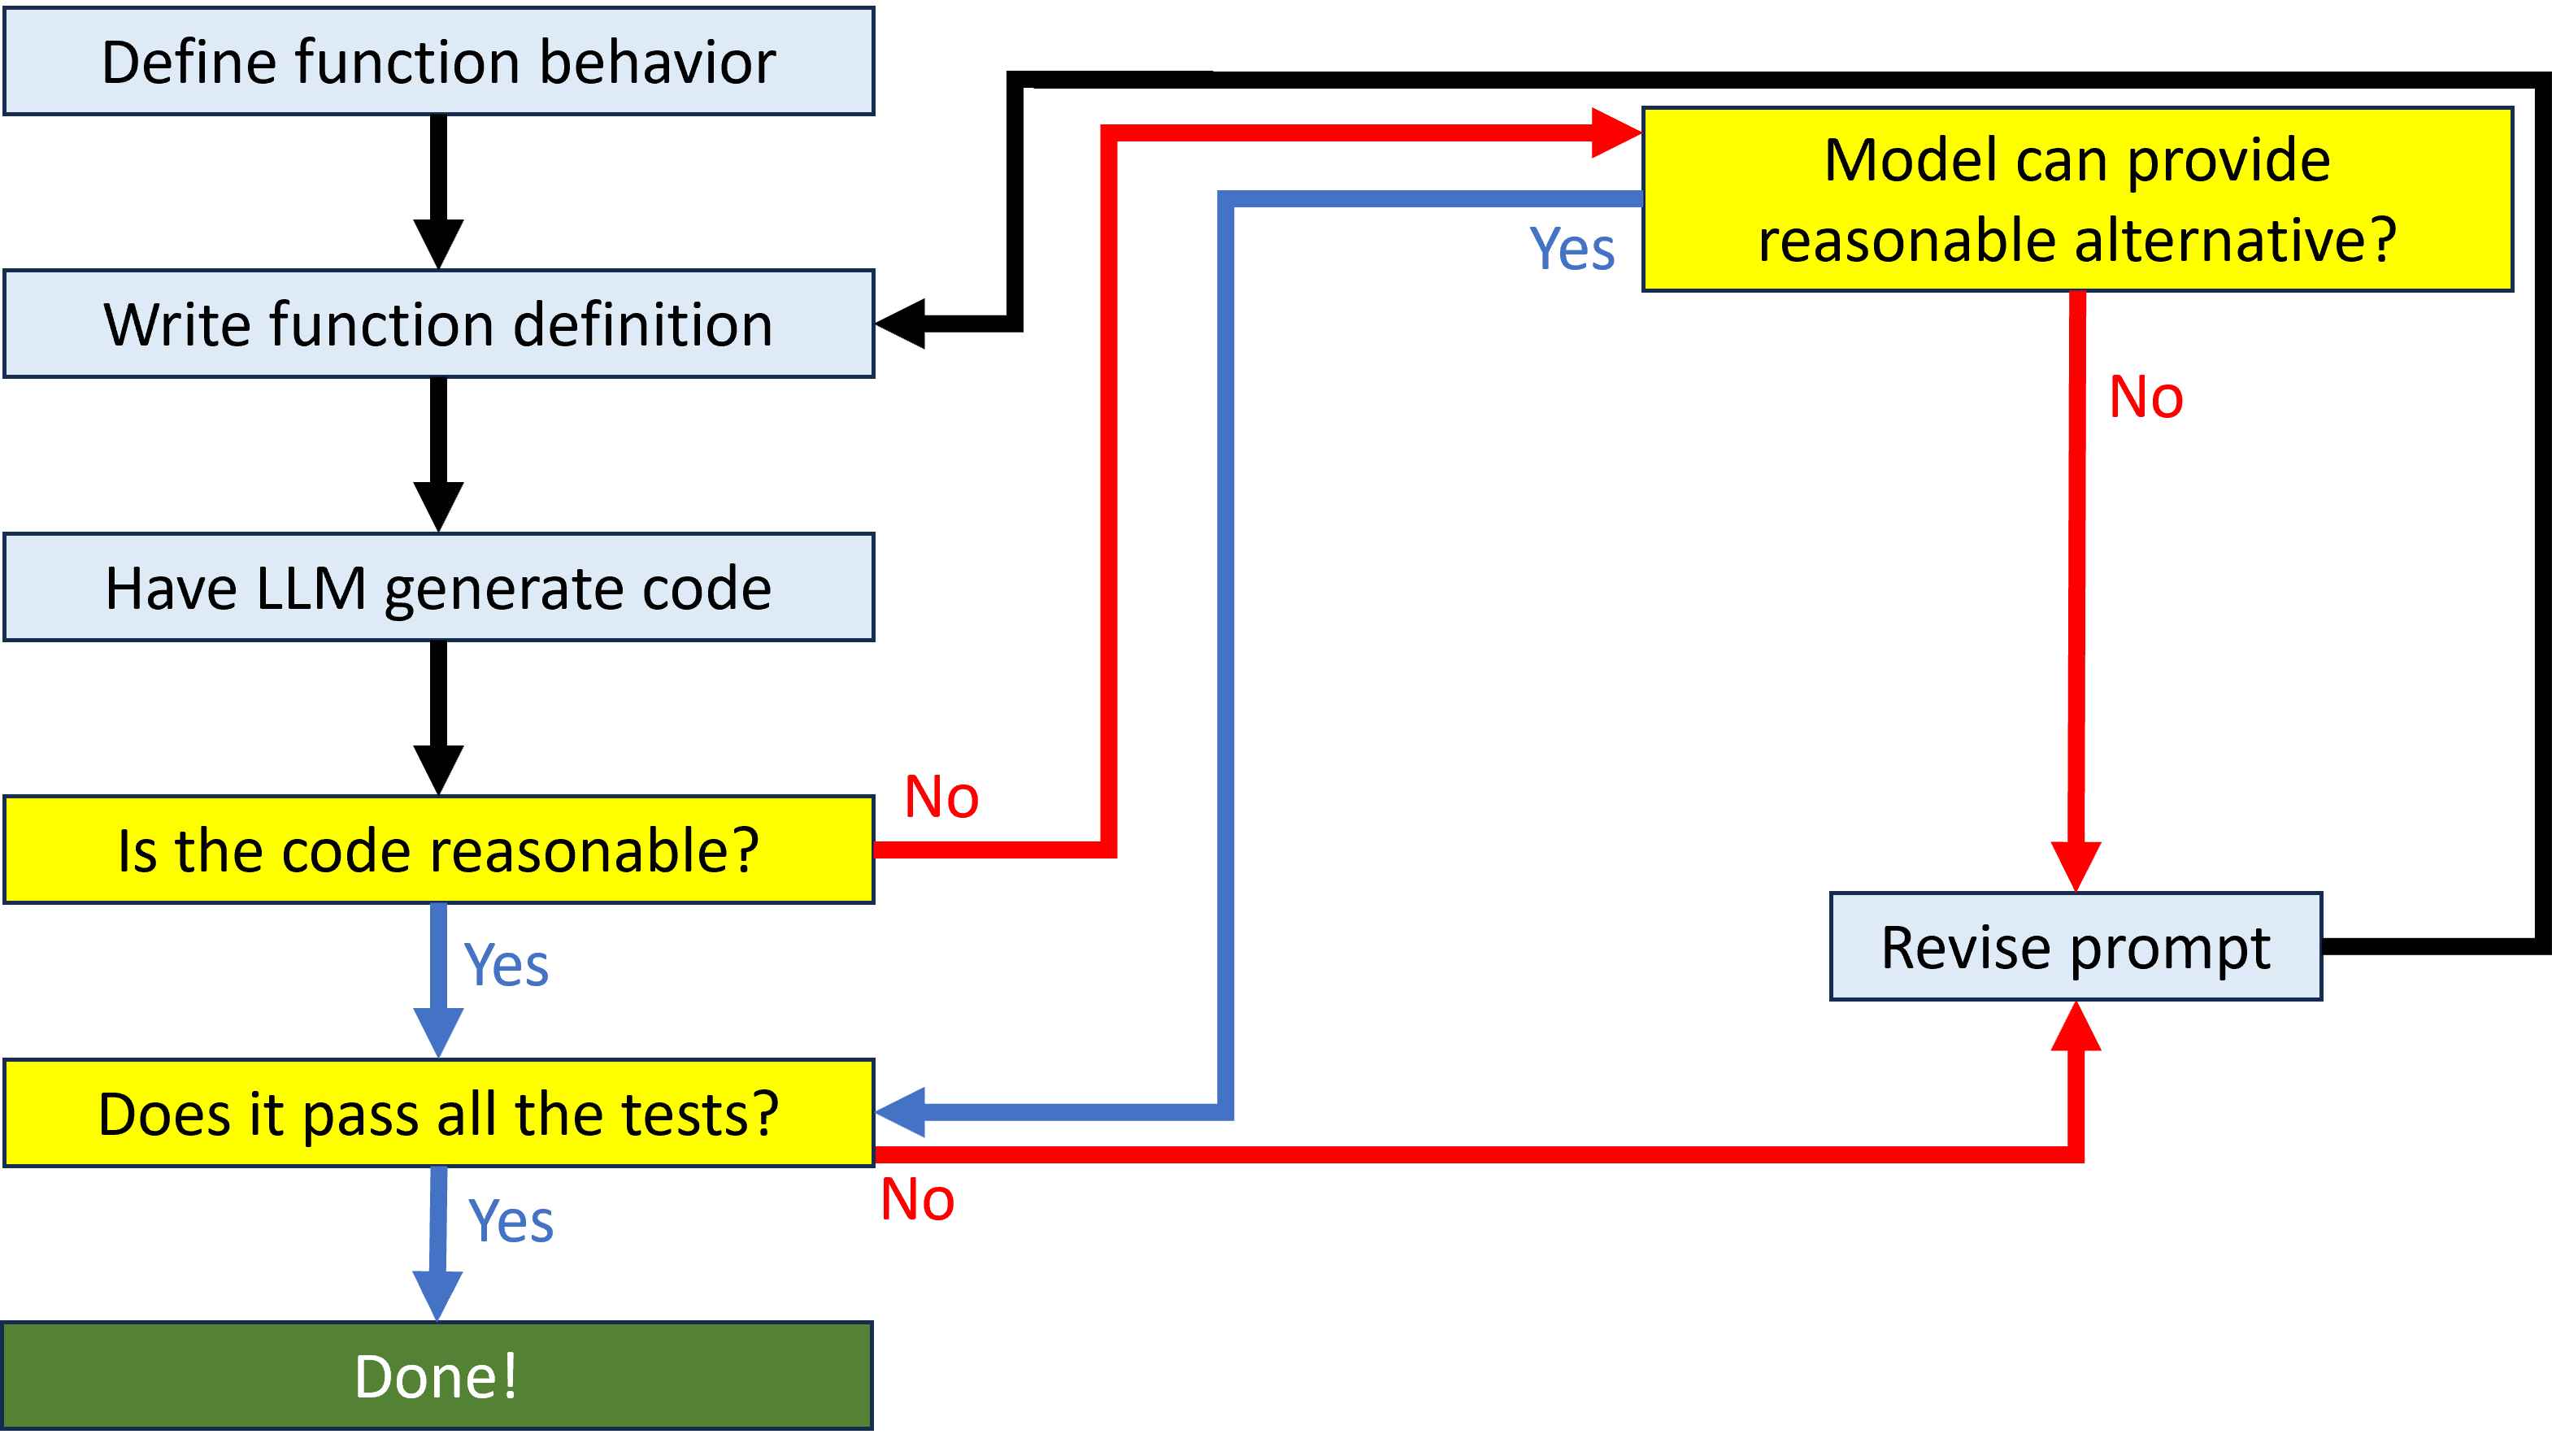 Define function behavior
Model can provide
reasonable alternative?
Yes
Write function definition
No
Have LLM generate code
No
Is the code reasonable?
Yes
Revise prompt
Does it pass all the tests?
No
Yes
Done!